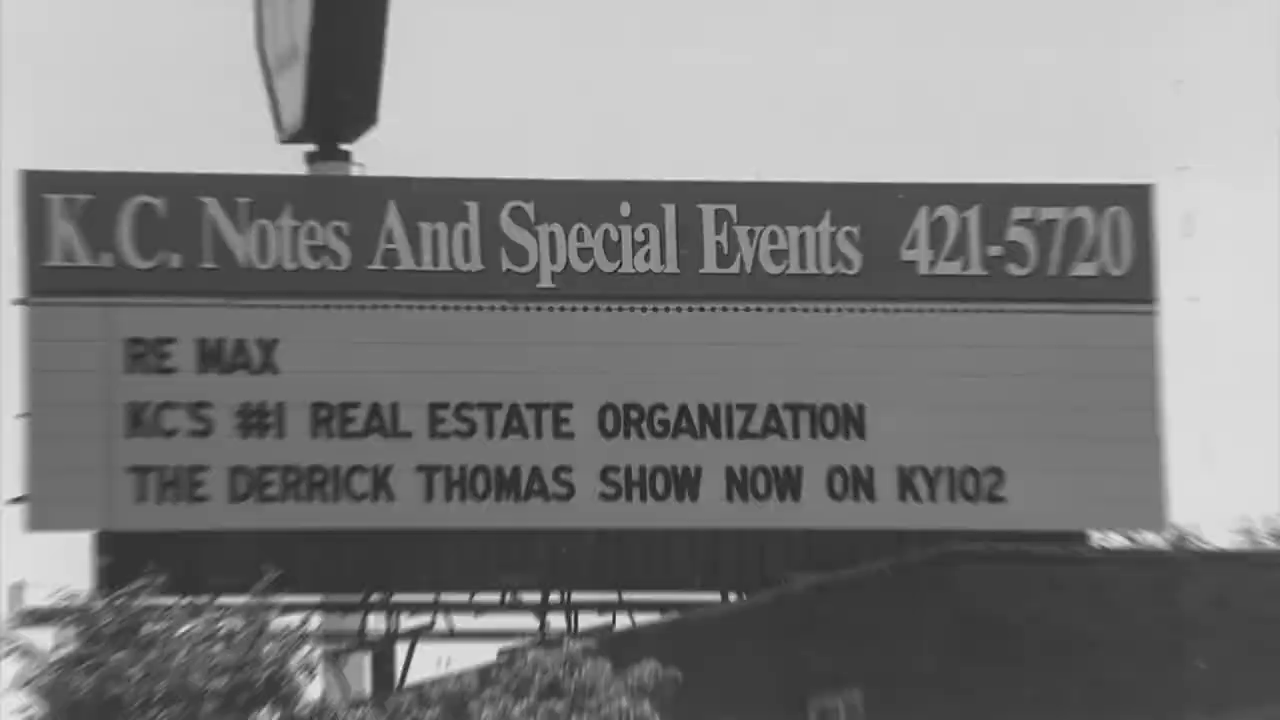 K.C. Notes And Special Events 421-5720
RE MAX
KC'S #1 REAL ESTATE ORGANIZATION
THE DERRICK THOMAS SHOW NOW ON KY102